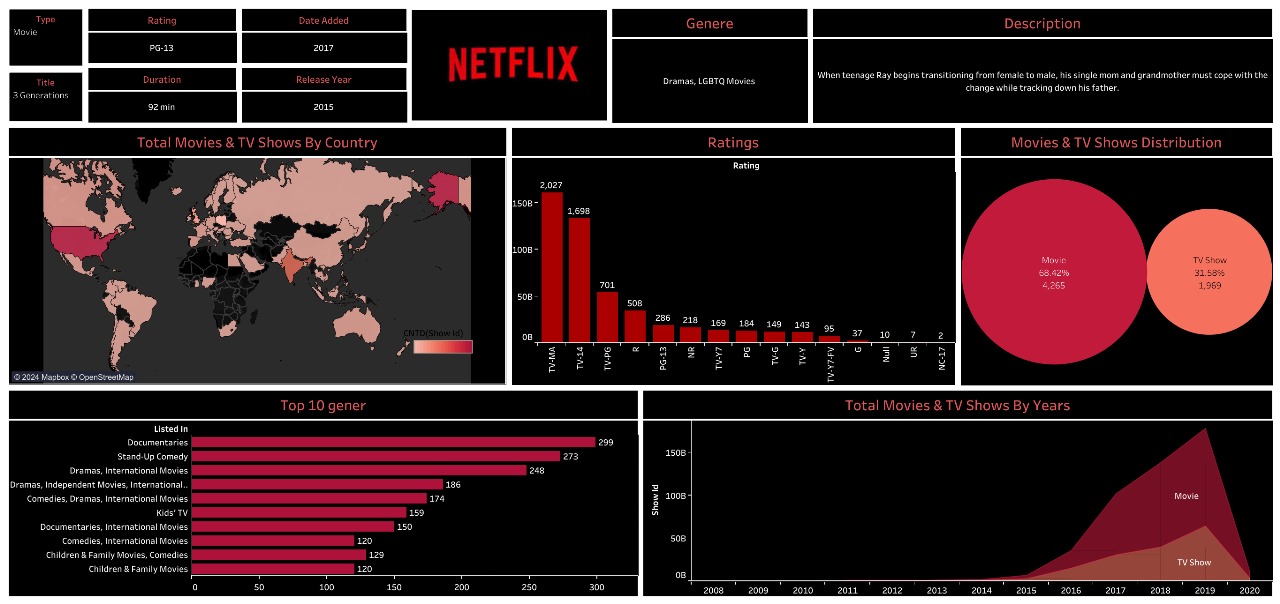 Type
Movie
Rating
PG-13
Date Added
2017
Title
3 Generations
Duration
92 min
Release Year
2015
NETFLIX
Genere
Dramas, LGBTQ Movies
Description
When teenage Ray begins transitioning from female to male, his single mom and grandmother must cope with the
change while tracking down his father.
Total Movies & TV Shows By Country
CNTD(Show Id)
© 2024 Mapbox © OpenStreetMap
Ratings
Rating
150B
100B
50B
0B
2,027
1,698
701
508
286
218
169
184
149
143
95
37
10
7
2
TV-MA
TV-14
TV-PG
R
PG-13
NR
TV-Y7
PG
TV-G
TV-Y
TV-Y7-FV
G
Null
UR
NC-17
Movies & TV Shows Distribution
Movie
68.42%
4,265
TV Show
31.58%
1,969
Top 10 gener
Listed In
Documentaries 299
Stand-Up Comedy 273
Dramas, International Movies 248
Dramas, Independent Movies, International.. 186
Comedies, Dramas, International Movies 174
Kids' TV 159
Documentaries, International Movies 150
Comedies, International Movies 120
Children & Family Movies, Comedies 129
Children & Family Movies 120
0 50 100 150 200 250 300
Total Movies & TV Shows By Years
Show Id
150B
100B
50B
0B
Movie
TV Show
2008 2009 2010 2011 2012 2013 2014 2015 2016 2017 2018 2019 2020